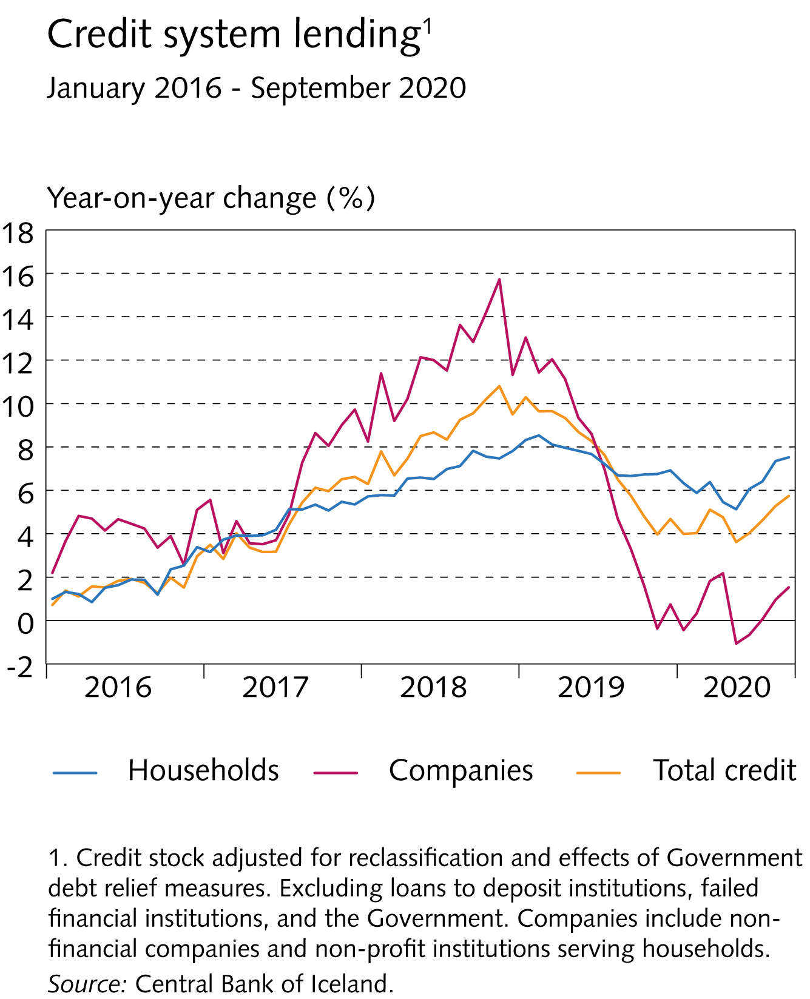 Credit system lending¹
January 2016 - September 2020
Year-on-year change (%)
18
16
14
12
10
8
6
4
2
0
-2
2016 2017 2018 2019 2020
Households Companies Total credit
1. Credit stock adjusted for reclassification and effects of Government
debt relief measures. Excluding loans to deposit institutions, failed
financial institutions, and the Government. Companies include non-
financial companies and non-profit institutions serving households.
Source: Central Bank of Iceland.